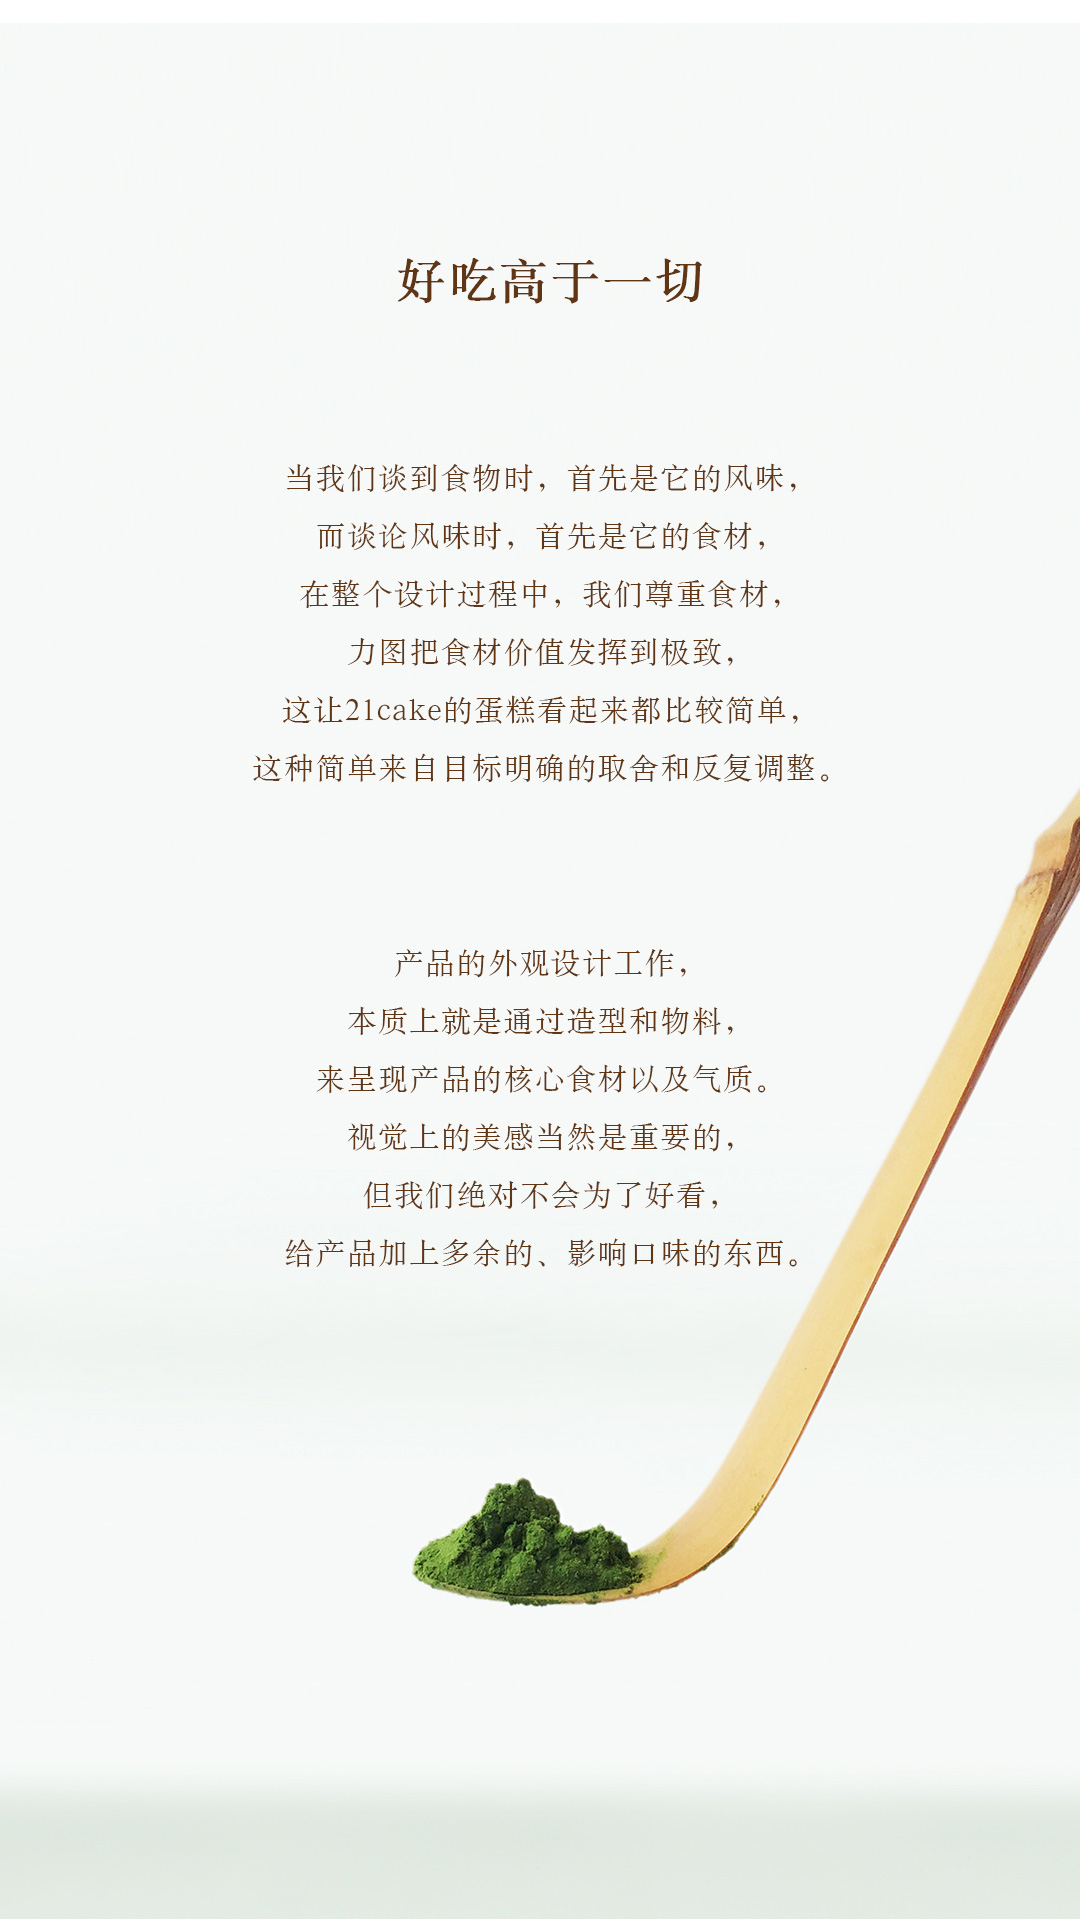 好吃高于一切
当我们谈到食物时，首先是它的风味，
而谈论风味时，首先是它的食材，
在整个设计过程中，我们尊重食材，
力图把食材价值发挥到极致，
这让21cake的蛋糕看起来都比较简单，
这种简单来自目标明确的取舍和反复调整。
产品的外观设计工作，
本质上就是通过造型和物料，
来呈现产品的核心食材以及气质。
视觉上的美感当然是重要的，
但我们绝对不会为了好看，
给产品加上多余的、影响口味的东西。